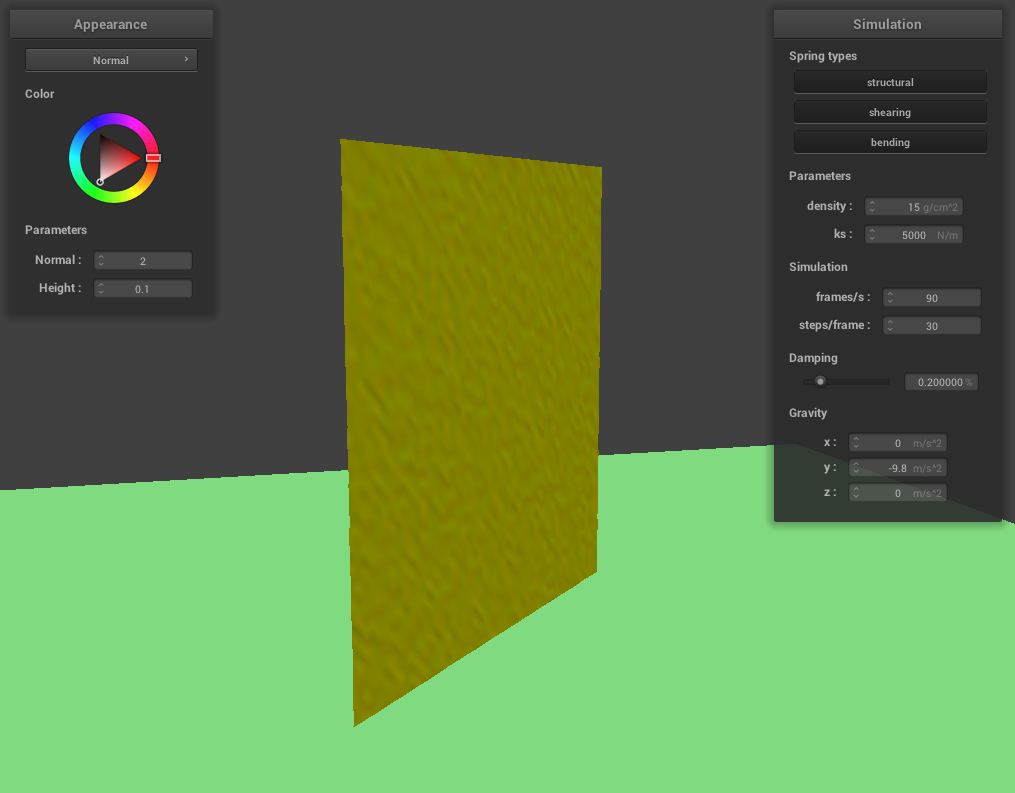 Appearance
Normal
Color
Parameters
Normal :
2
Height :
0.1
Simulation
Spring types
structural
shearing
bending
Parameters
density :
15 g/cm^2
ks :
5000 N/m
Simulation
frames/s :
90
steps/frame :
30
Damping
0.200000 %
Gravity
x :
0 m/s^2
y :
-9.8 m/s^2
z :
0 m/s^2